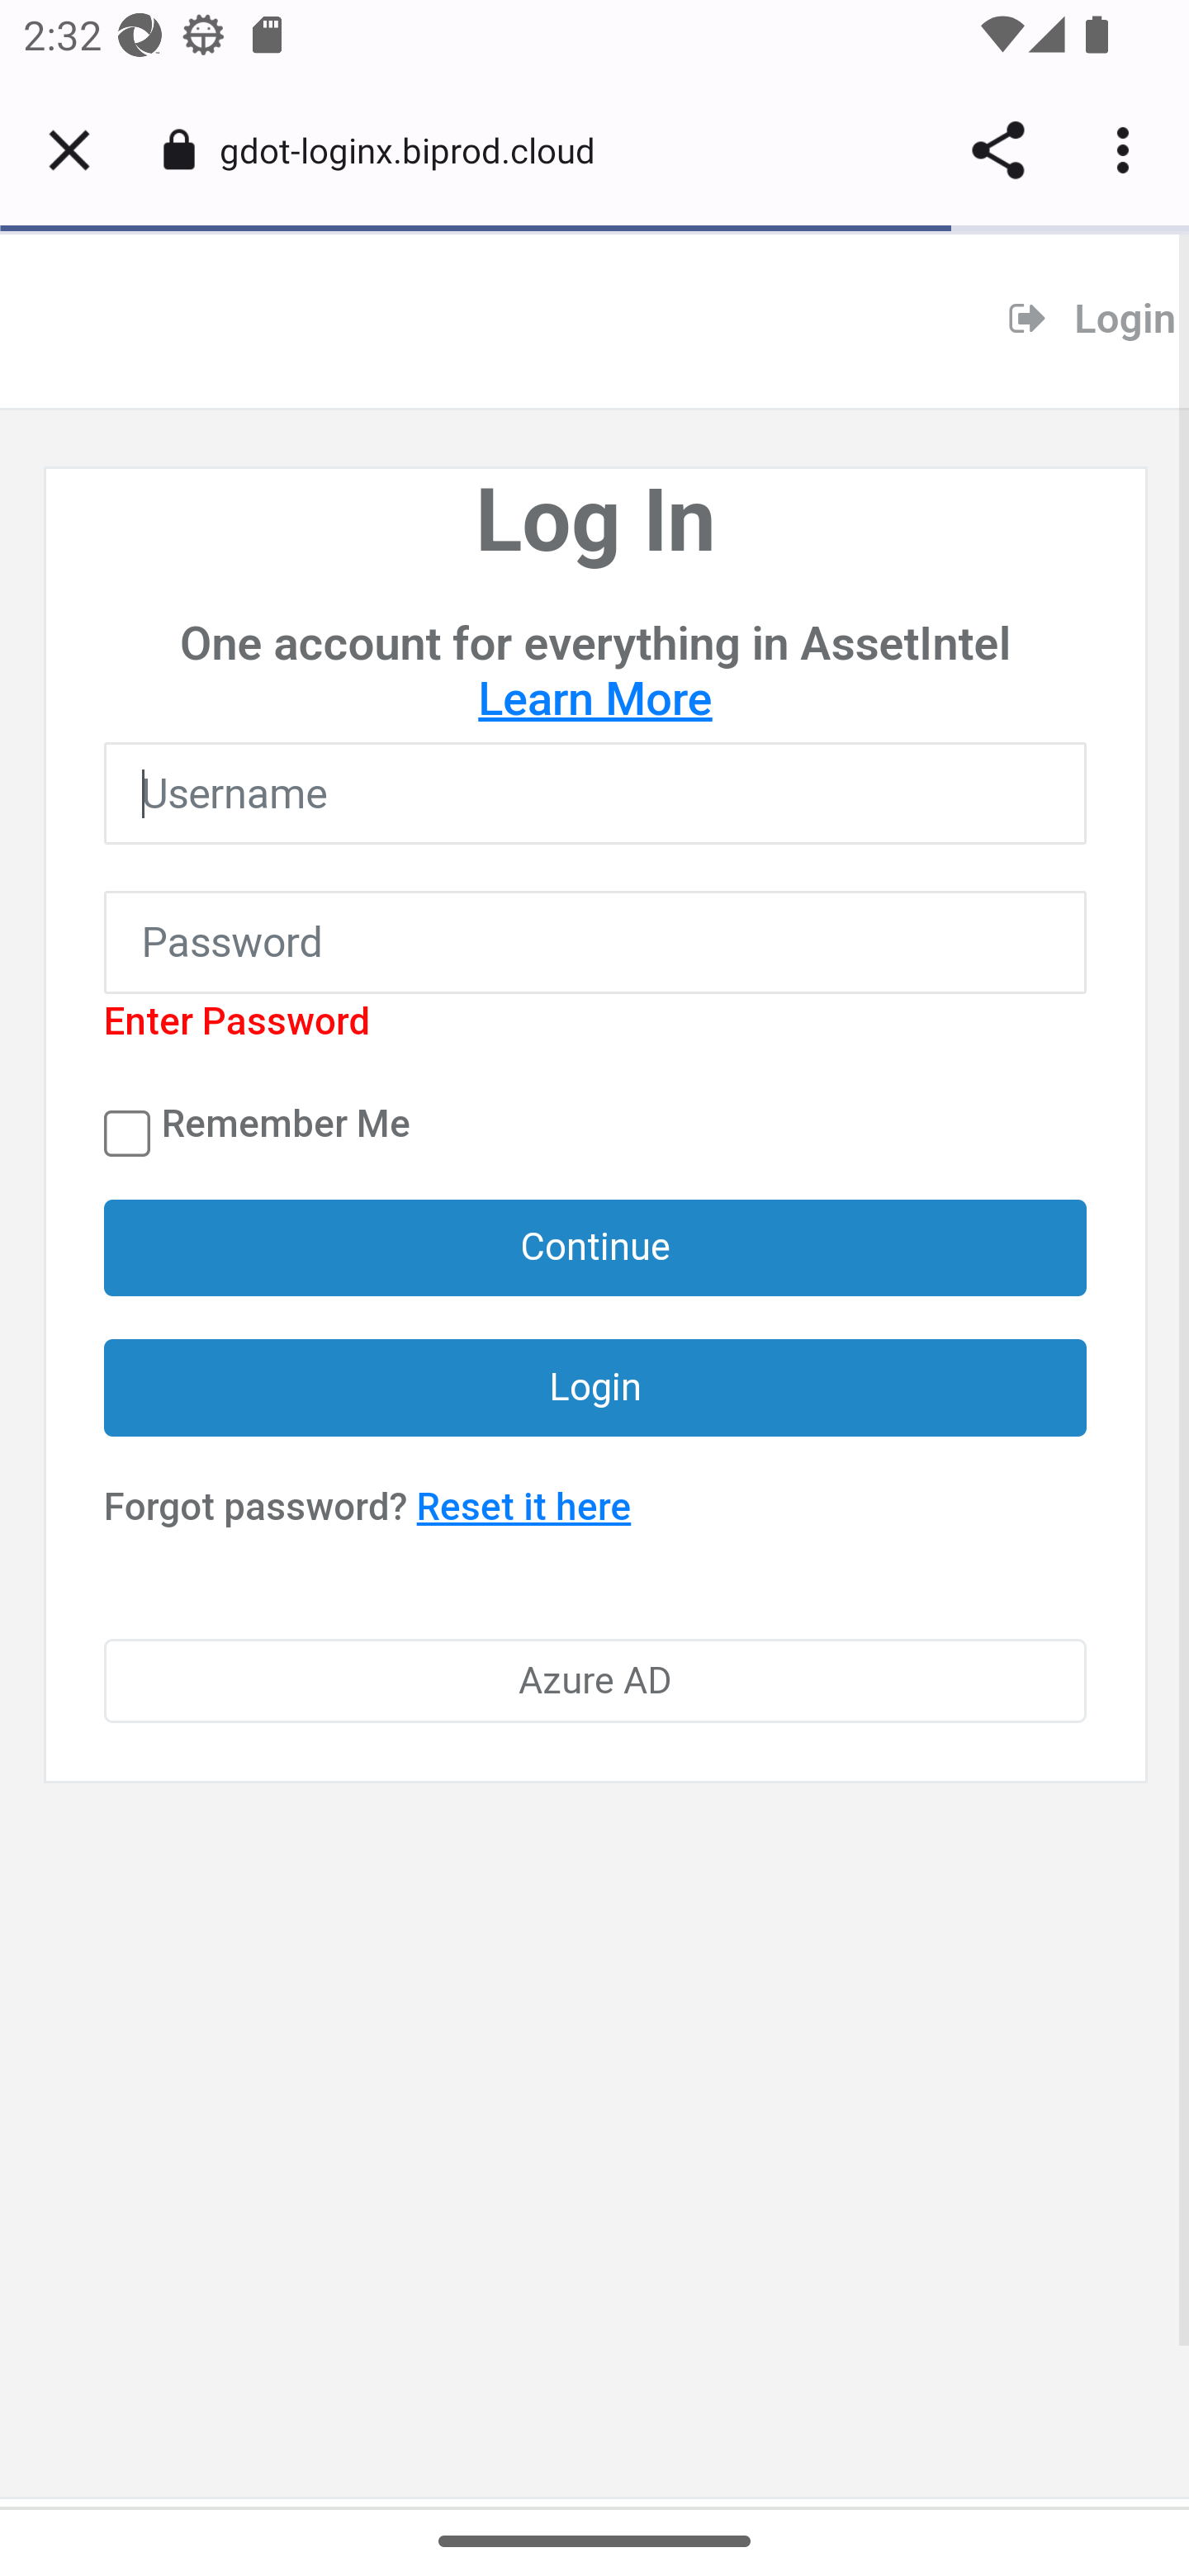 2:32
gdot-loginx.biprod.cloud
Login
Log In
One account for everything in AssetIntel
Learn More
Username
Password
Enter Password
Remember Me
Continue
Login
Forgot password? Reset it here
Azure AD